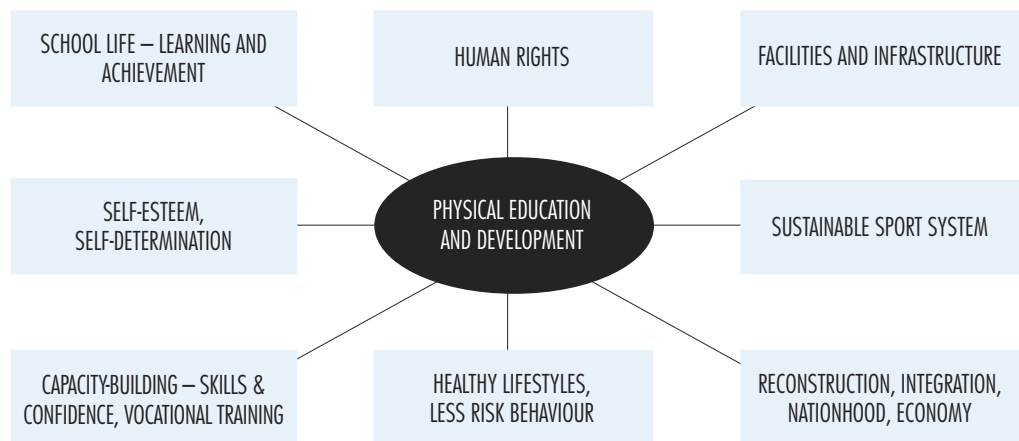 SCHOOL LIFE – LEARNING AND
ACHIEVEMENT
HUMAN RIGHTS
FACILITIES AND INFRASTRUCTURE
SELF-ESTEEM,
SELF-DETERMINATION
PHYSICAL EDUCATION
AND DEVELOPMENT
SUSTAINABLE SPORT SYSTEM
CAPACITY-BUILDING – SKILLS &
CONFIDENCE, VOCATIONAL TRAINING
HEALTHY LIFESTYLES,
LESS RISK BEHAVIOUR
RECONSTRUCTION, INTEGRATION,
NATIONHOOD, ECONOMY